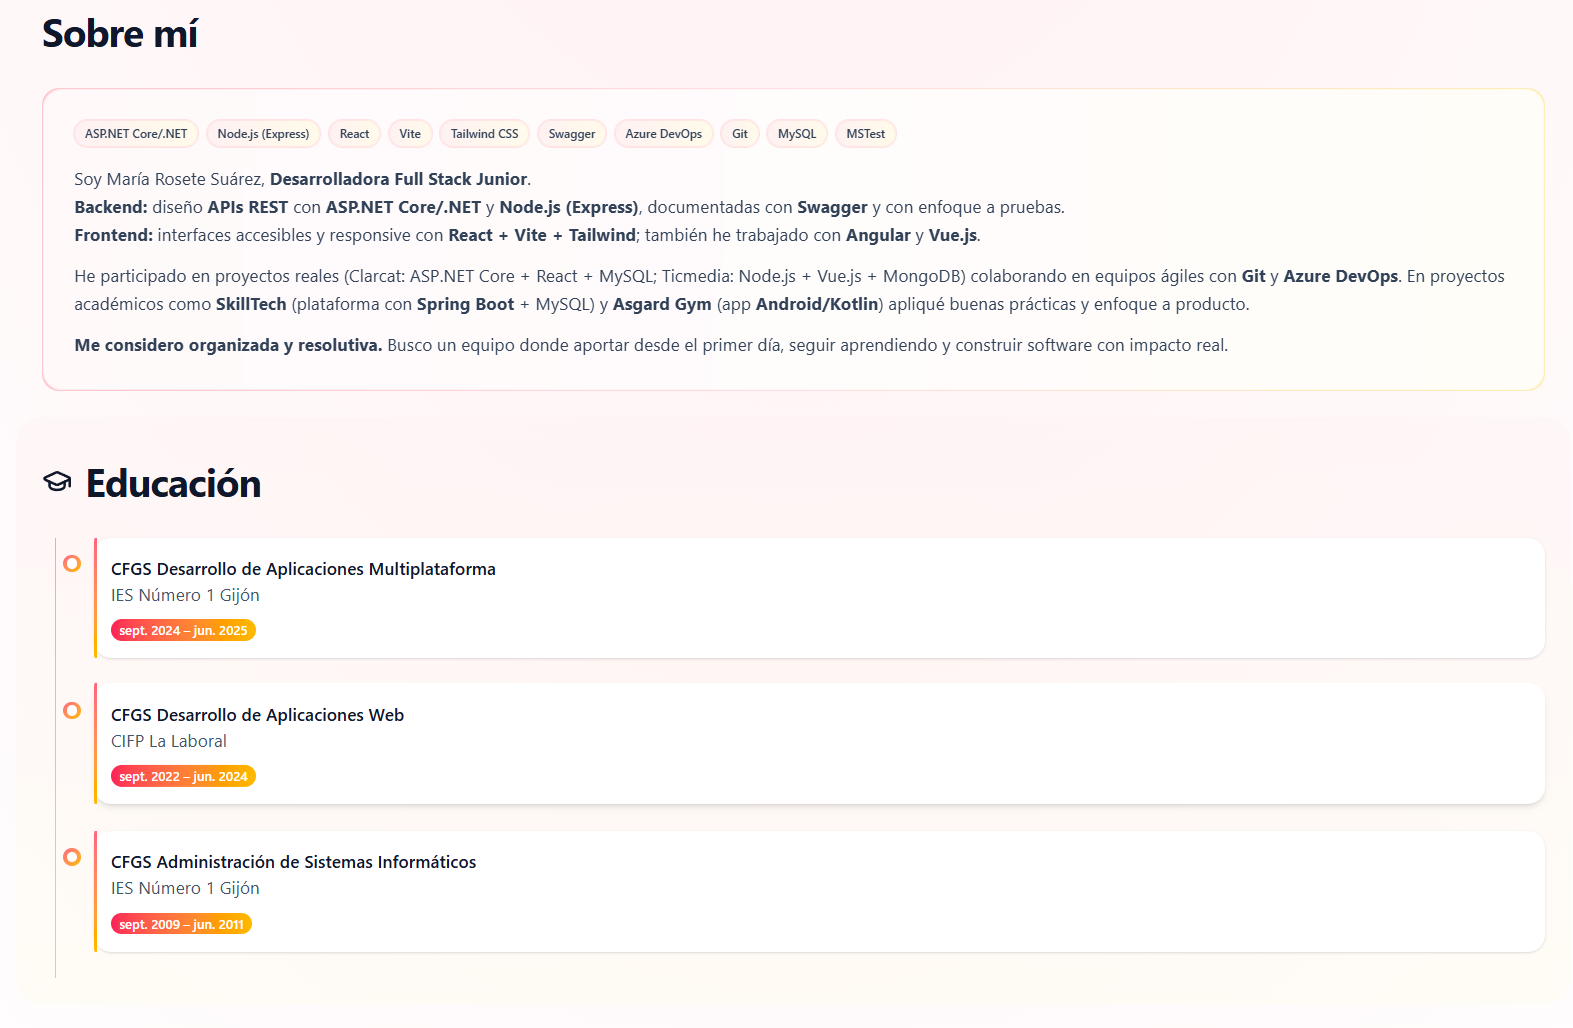 Sobre mí
ASP.NET Core/.NET Node.js (Express) React Vite Tailwind CSS Swagger Azure DevOps Git MySQL MSTest
Soy María Rosete Suárez, Desarrolladora Full Stack Junior.
Backend: diseño APIs REST con ASP.NET Core/.NET y Node.js (Express), documentadas con Swagger y con enfoque a pruebas.
Frontend: interfaces accesibles y responsive con React + Vite + Tailwind; también he trabajado con Angular y Vue.js.
He participado en proyectos reales (Clarcat: ASP.NET Core + React + MySQL; Ticmedia: Node.js + Vue.js + MongoDB) colaborando en equipos ágiles con Git y Azure DevOps. En proyectos
académicos como SkillTech (plataforma con Spring Boot + MySQL) y Asgard Gym (app Android/Kotlin) apliqué buenas prácticas y enfoque a producto.
Me considero organizada y resolutiva. Busco un equipo donde aportar desde el primer día, seguir aprendiendo y construir software con impacto real.
Educación
CFGS Desarrollo de Aplicaciones Multiplataforma
IES Número 1 Gijón
sept. 2024 – jun. 2025
CFGS Desarrollo de Aplicaciones Web
CIFP La Laboral
sept. 2022 – jun. 2024
CFGS Administración de Sistemas Informáticos
IES Número 1 Gijón
sept. 2009 – jun. 2011